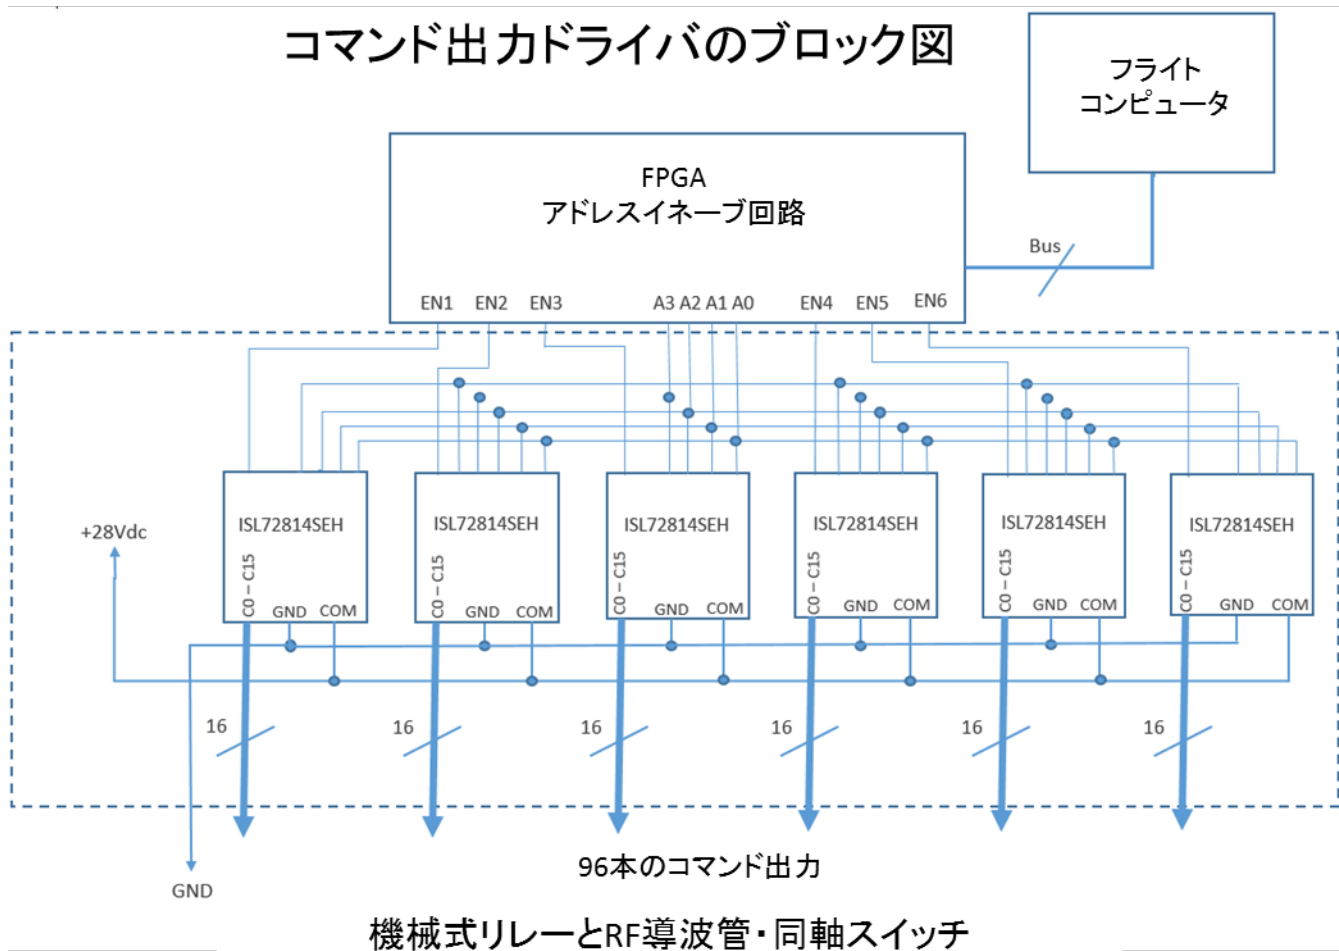 コマンド出力ドライバのブロック図
フライト
コンピュータ
FPGA
アドレスイネーブ回路
Bus
EN1 EN2 EN3 A3 A2 A1 A0 EN4 EN5 EN6
+28Vdc
ISL72814SEH ISL72814SEH ISL72814SEH ISL72814SEH ISL72814SEH ISL72814SEH
C0 – C15 C0 – C15 C0 – C15 C0 – C15 C0 – C15 C0 – C15
GND COM GND COM GND COM GND COM GND COM GND COM
16 16 16 16 16 16
GND
96本のコマンド出力
機械式リレーとRF導波管・同軸スイッチ